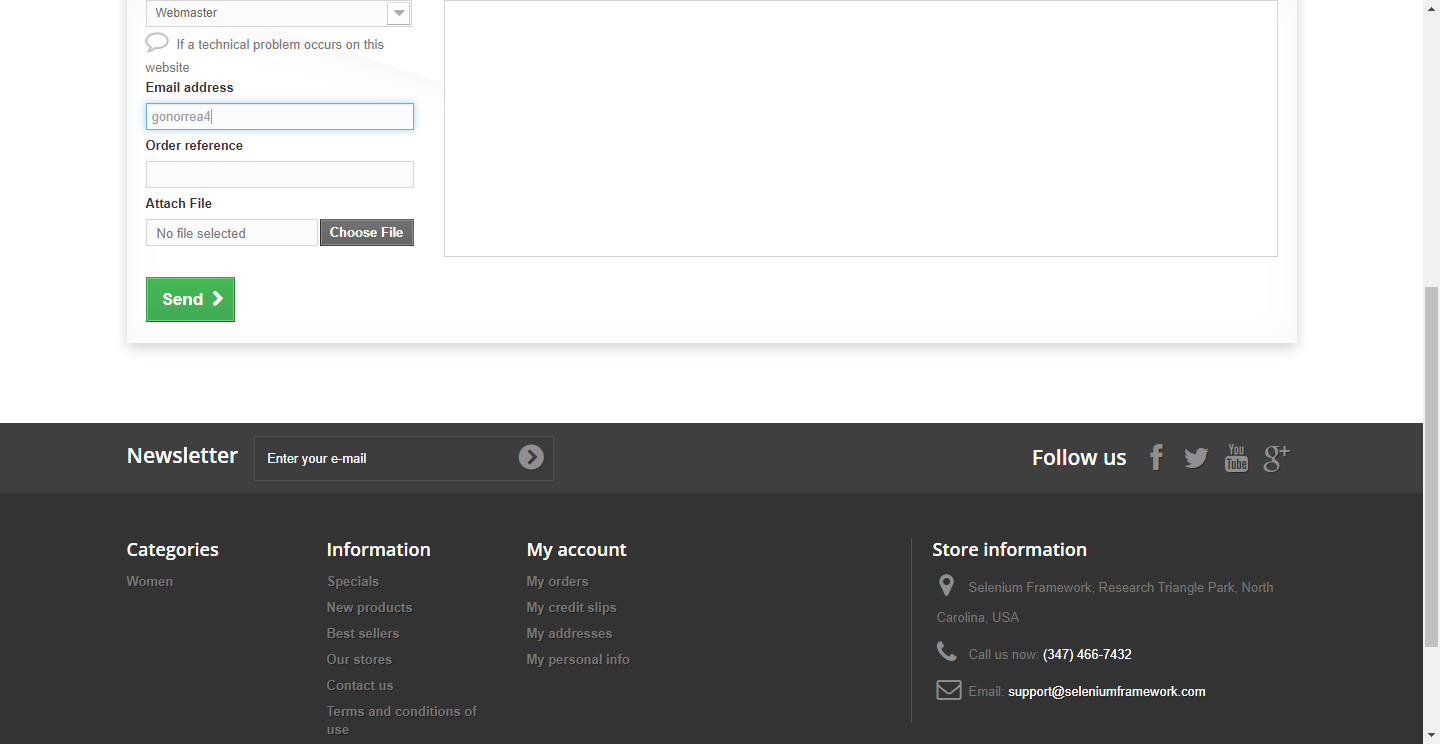 Webmaster
If a technical problem occurs on this
website
Email address
gonorrea4
Order reference
Attach File
No file selected
Choose File
Send
Newsletter
Enter your e-mail
Follow us
You
Tube
g+
Categories
Women
Information
Specials
New products
Best sellers
Our stores
Contact us
Terms and conditions of
use
My account
My orders
My credit slips
My addresses
My personal info
Store information
Selenium Framework, Research Triangle Park, North
Carolina, USA
Call us now: (347) 466-7432
Email: support@seleniumframework.com